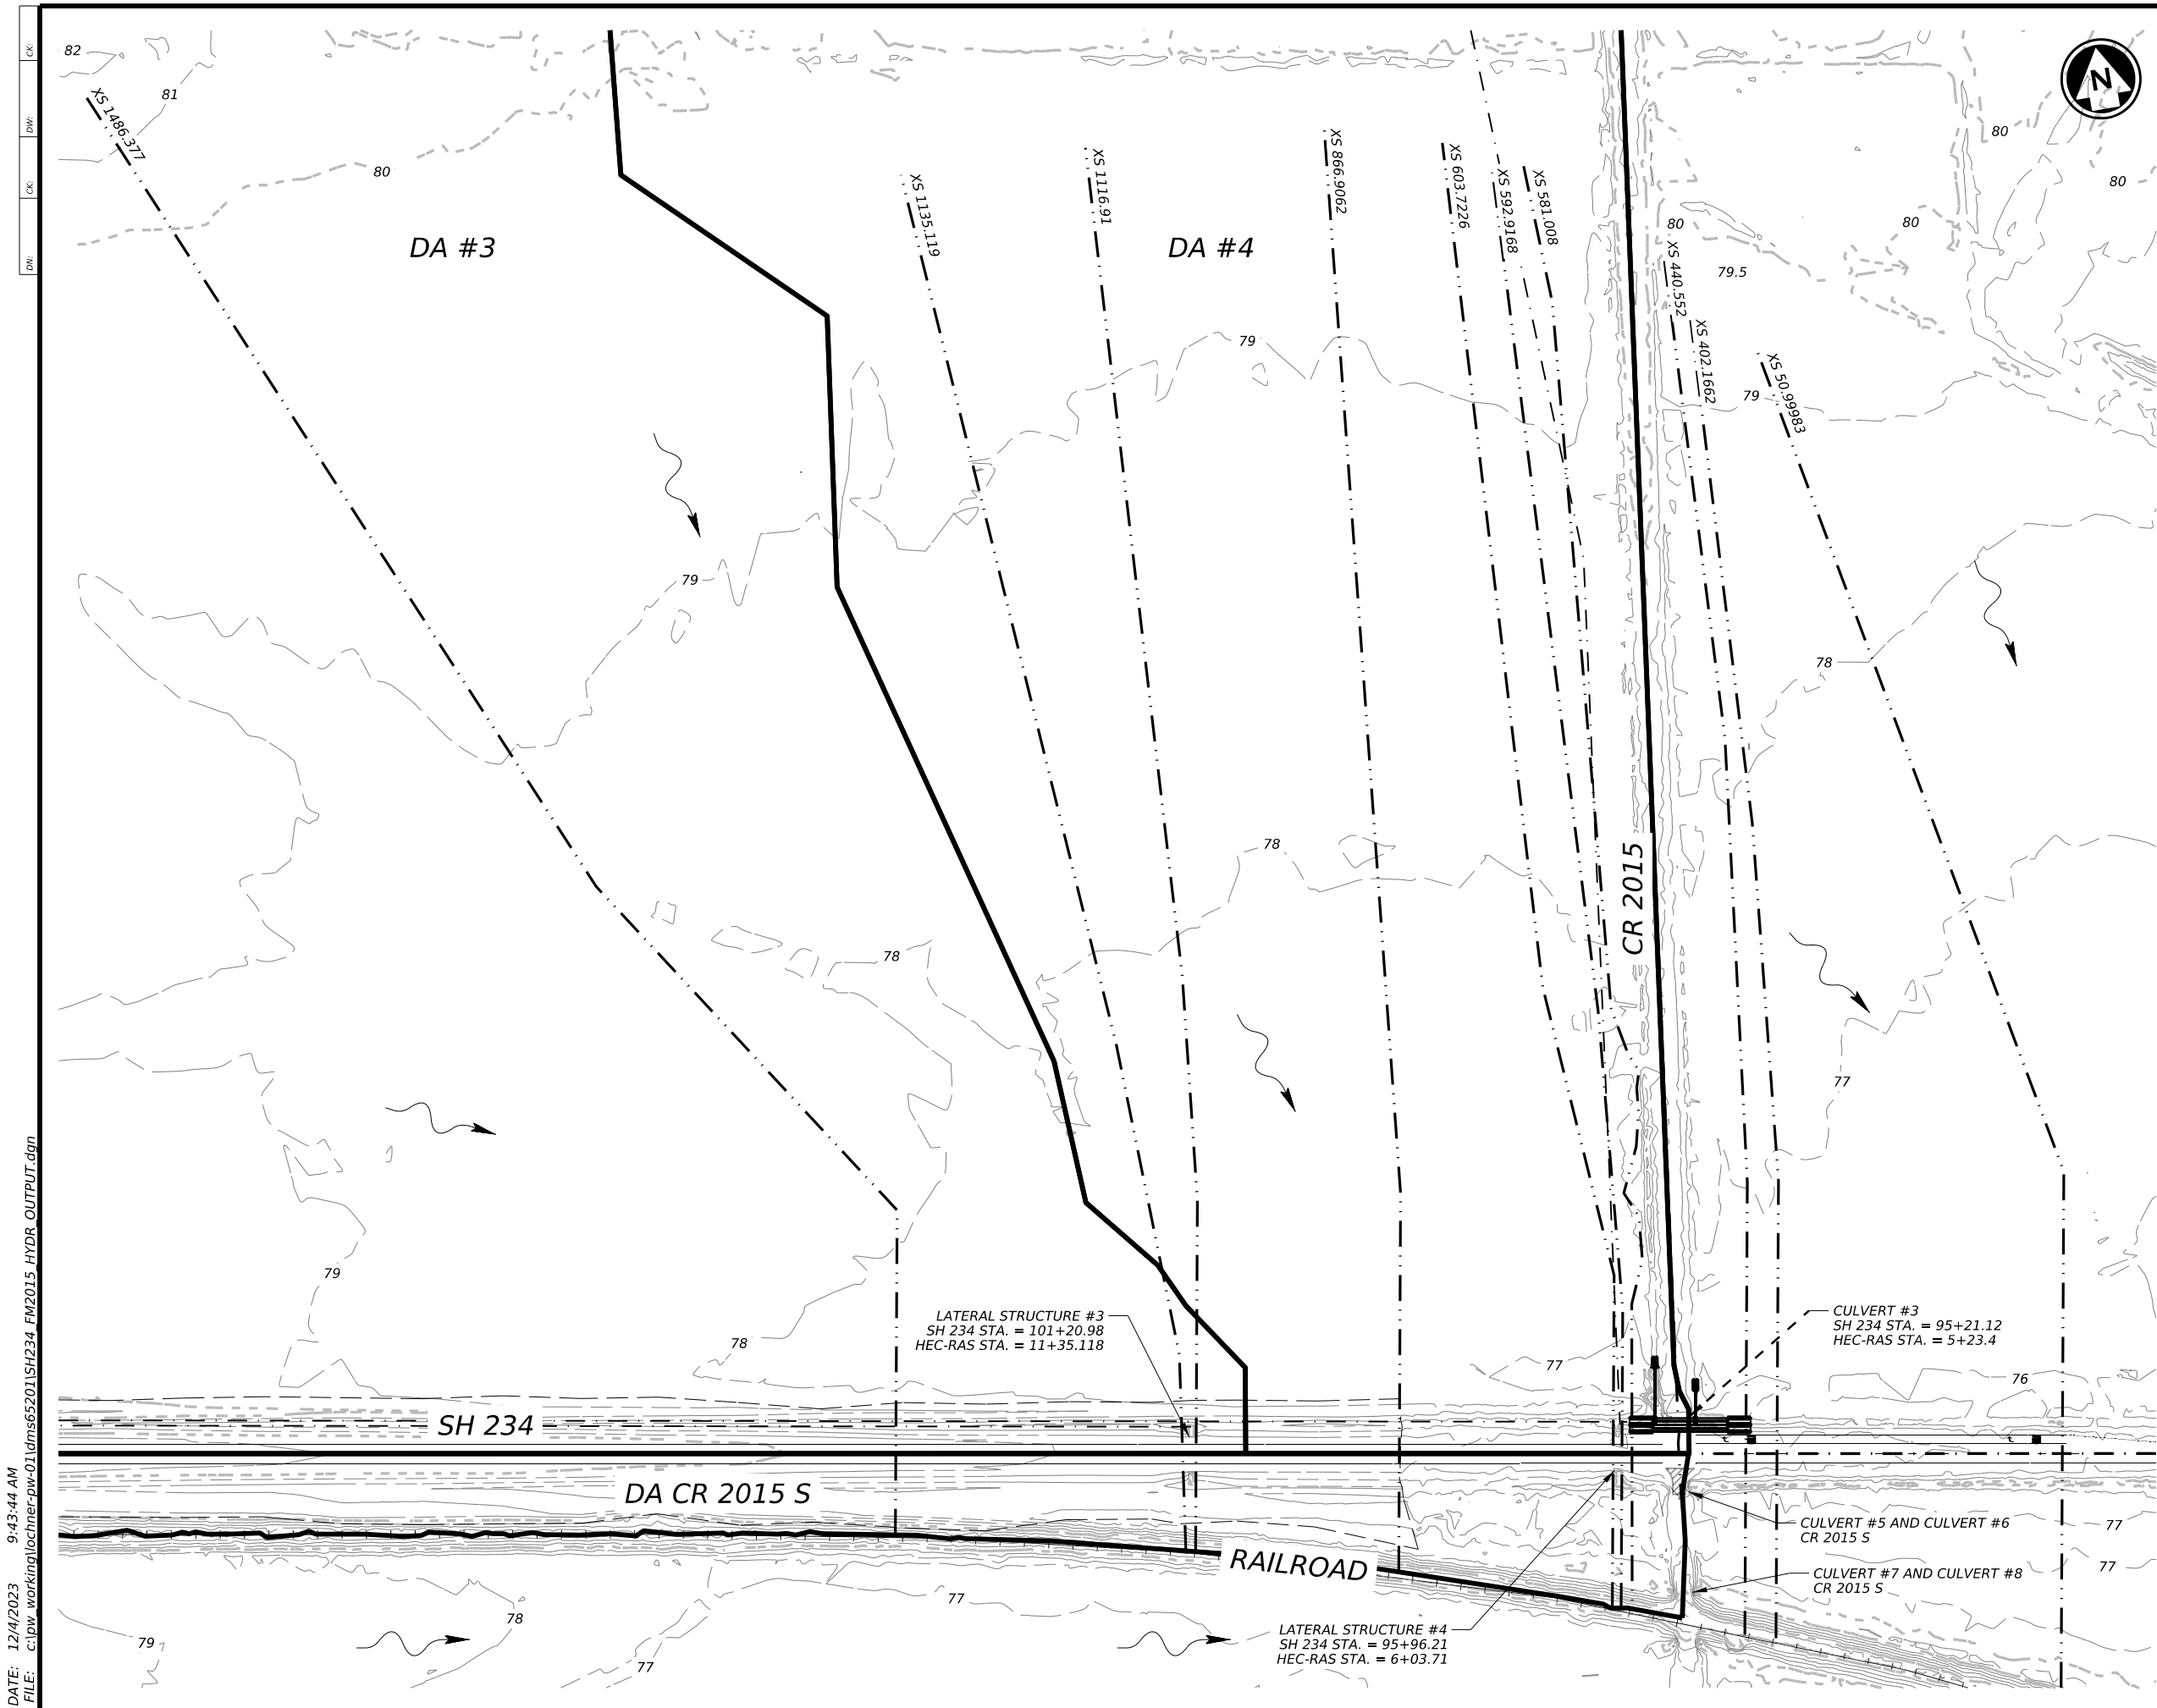 CK:
DW:
CK:
DN:
82
81
XS 1486.377
80
DA #3
XS 1135.119
XS 1116.91
DA #4
XS 866.9062
XS 603.7226
XS 592.9168
XS 581.008
N
80
80
80
80
79.5
XS 440.552
XS 402.1662
XS 50.99983
79
79
79
78
78
CR 2015
78
77
79
78
77
76
LATERAL STRUCTURE #3
SH 234 STA. = 101+20.98
HEC-RAS STA. = 11+35.118
CULVERT #3
SH 234 STA. = 95+21.12
HEC-RAS STA. = 5+23.4
SH 234
DA CR 2015 S
RAILROAD
CULVERT #5 AND CULVERT #6
CR 2015 S
77
77
CULVERT #7 AND CULVERT #8
CR 2015 S
77
78
79
77
LATERAL STRUCTURE #4
SH 234 STA. = 95+96.21
HEC-RAS STA. = 6+03.71
DATE: 12/4/2023 9:43:44 AM
FILE: c:\pw_working\lochner-pw-01\dms65201\SH234_FM2015_HYDR_OUTPUT.dgn